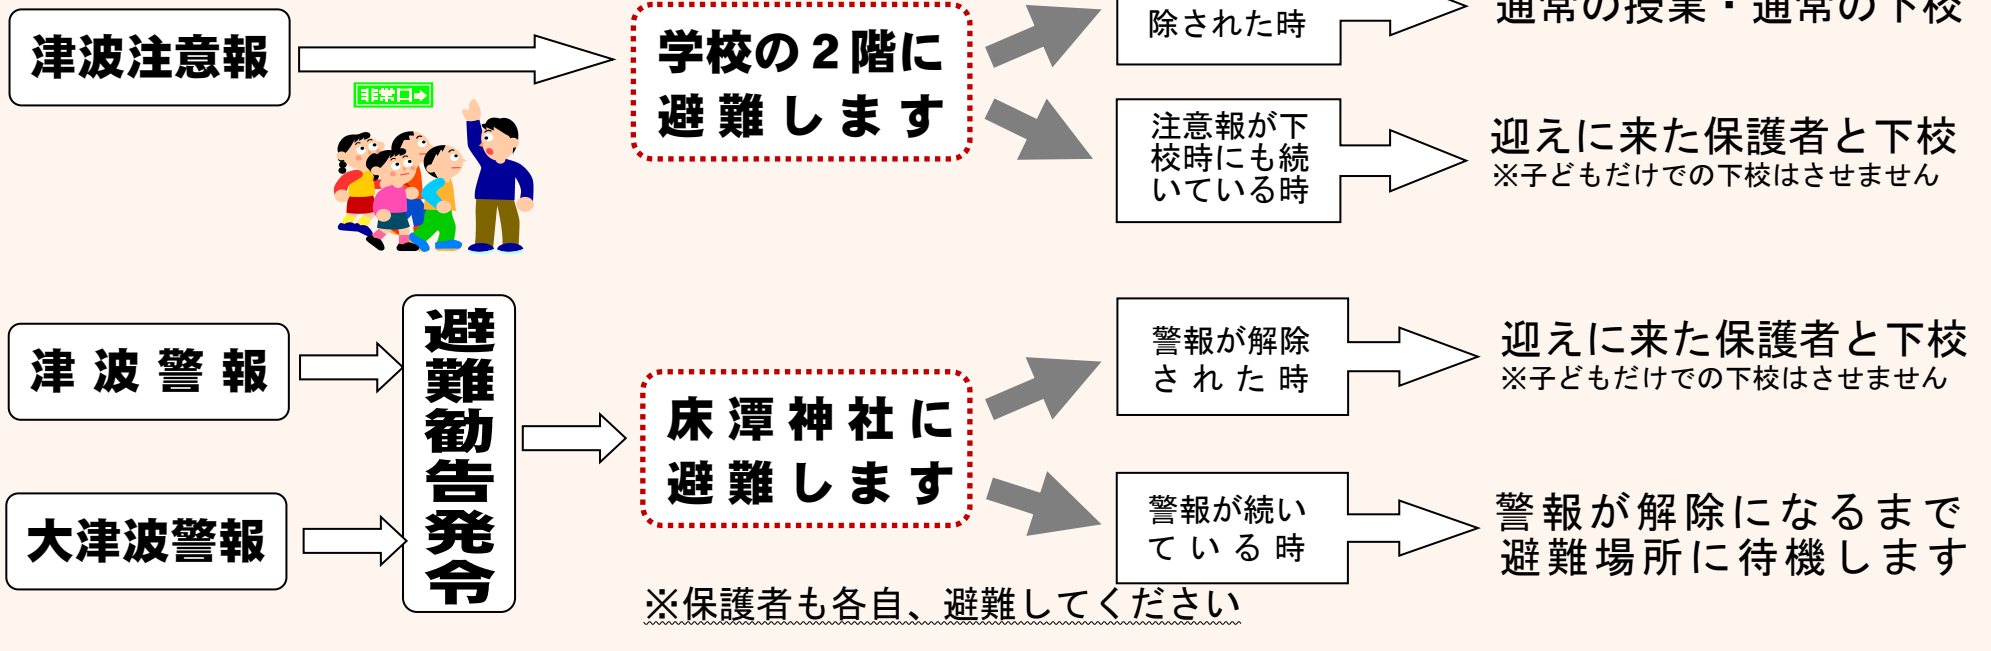 津波注意報
非常口➡
学校の２階に
避難します
除された時
通常の授業・通常の下校
注意報が下
校時にも続
いている時
迎えに来た保護者と下校
※子どもだけでの下校はさせません
津波警報
大津波警報
避難勧告発令
床潭神社に
避難します
警報が解除
された時
迎えに来た保護者と下校
※子どもだけでの下校はさせません
警報が続い
ている時
警報が解除になるまで
避難場所に待機します
※保護者も各自、避難してください